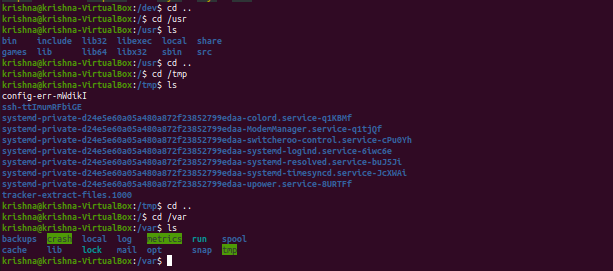 krishna@krishna-VirtualBox:/dev$ cd ..
krishna@krishna-VirtualBox:/$ cd /usr
krishna@krishna-VirtualBox:/usr$ ls
bin include lib32 libexec local share
games lib lib64 libx32 sbin src
krishna@krishna-VirtualBox:/usr$ cd ..
krishna@krishna-VirtualBox:/$ cd /tmp
krishna@krishna-VirtualBox:/tmp$ ls
config-err-mWdikI
ssh-ttImuMRFbiGE
systemd-private-d24e5e60a05a480a872f23852799edaa-colord.service-q1KBMf
systemd-private-d24e5e60a05a480a872f23852799edaa-ModemManager.service-q1tjQf
systemd-private-d24e5e60a05a480a872f23852799edaa-switcheroo-control.service-cPu0Yh
systemd-private-d24e5e60a05a480a872f23852799edaa-systemd-logind.service-6iwc6e
systemd-private-d24e5e60a05a480a872f23852799edaa-systemd-resolved.service-buJ5Ji
systemd-private-d24e5e60a05a480a872f23852799edaa-systemd-timesyncd.service-JcXWAi
systemd-private-d24e5e60a05a480a872f23852799edaa-upower.service-8URTFf
tracker-extract-files.1000
krishna@krishna-VirtualBox:/tmp$ cd ..
krishna@krishna-VirtualBox:/$ cd /var
krishna@krishna-VirtualBox:/var$ ls
backups crash local log metrics run spool
cache lib lock mail opt snap tmp
krishna@krishna-VirtualBox:/var$